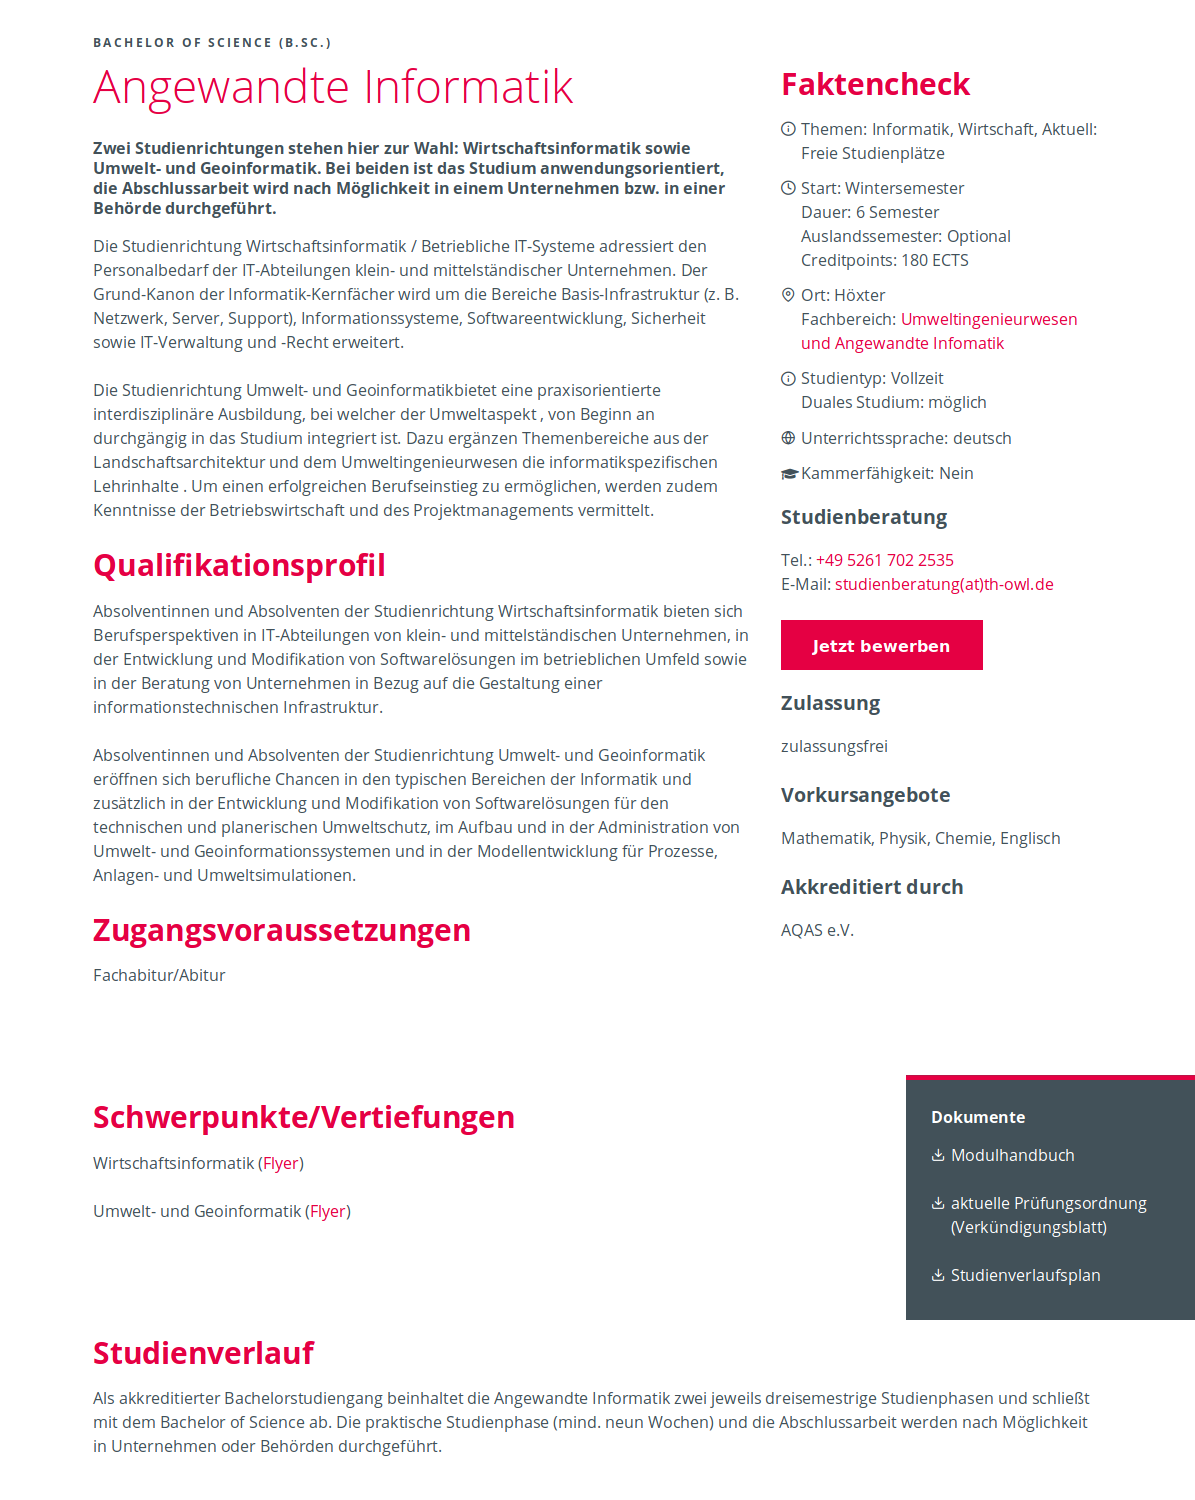 BACHELOR OF SCIENCE (B.SC.)
Angewandte Informatik
Zwei Studienrichtungen stehen hier zur Wahl: Wirtschaftsinformatik sowie
Umwelt- und Geoinformatik. Bei beiden ist das Studium anwendungsorientiert,
die Abschlussarbeit wird nach Möglichkeit in einem Unternehmen bzw. in einer
Behörde durchgeführt.
Die Studienrichtung Wirtschaftsinformatik / Betriebliche IT-Systeme adressiert den
Personalbedarf der IT-Abteilungen klein- und mittelständischer Unternehmen. Der
Grund-Kanon der Informatik-Kernfächer wird um die Bereiche Basis-Infrastruktur (z. B.
Netzwerk, Server, Support), Informationssysteme, Softwareentwicklung, Sicherheit
sowie IT-Verwaltung und -Recht erweitert.
Die Studienrichtung Umwelt- und Geoinformatikbietet eine praxisorientierte
interdisziplinäre Ausbildung, bei welcher der Umweltaspekt , von Beginn an
durchgängig in das Studium integriert ist. Dazu ergänzen Themenbereiche aus der
Landschaftsarchitektur und dem Umweltingenieurwesen die informatikspezifischen
Lehrinhalte . Um einen erfolgreichen Berufseinstieg zu ermöglichen, werden zudem
Kenntnisse der Betriebswirtschaft und des Projektmanagements vermittelt.
Qualifikationsprofil
Absolventinnen und Absolventen der Studienrichtung Wirtschaftsinformatik bieten sich
Berufsperspektiven in IT-Abteilungen von klein- und mittelständischen Unternehmen, in
der Entwicklung und Modifikation von Softwarelösungen im betrieblichen Umfeld sowie
in der Beratung von Unternehmen in Bezug auf die Gestaltung einer
informationstechnischen Infrastruktur.
Absolventinnen und Absolventen der Studienrichtung Umwelt- und Geoinformatik
eröffnen sich berufliche Chancen in den typischen Bereichen der Informatik und
zusätzlich in der Entwicklung und Modifikation von Softwarelösungen für den
technischen und planerischen Umweltschutz, im Aufbau und in der Administration von
Umwelt- und Geoinformationssystemen und in der Modellentwicklung für Prozesse,
Anlagen- und Umweltsimulationen.
Zugangsvoraussetzungen
Fachabitur/Abitur
Faktencheck
Themen: Informatik, Wirtschaft, Aktuell:
Freie Studienplätze
Start: Wintersemester
Dauer: 6 Semester
Auslandssemester: Optional
Creditpoints: 180 ECTS
Ort: Höxter
Fachbereich: Umweltingenieurwesen
und Angewandte Infomatik
Studientyp: Vollzeit
Duales Studium: möglich
Unterrichtssprache: deutsch
Kammerfähigkeit: Nein
Studienberatung
Tel.: +49 5261 702 2535
E-Mail: studienberatung(at)th-owl.de
Jetzt bewerben
Zulassung
zulassungsfrei
Vorkursangebote
Mathematik, Physik, Chemie, Englisch
Akkreditiert durch
AQAS e.V.
Schwerpunkte/Vertiefungen
Wirtschaftsinformatik (Flyer)
Umwelt- und Geoinformatik (Flyer)
Dokumente
Modulhandbuch
aktuelle Prüfungsordnung
(Verkündigungsblatt)
Studienverlaufsplan
Studienverlauf
Als akkreditierter Bachelorstudiengang beinhaltet die Angewandte Informatik zwei jeweils dreisemestrige Studienphasen und schließt
mit dem Bachelor of Science ab. Die praktische Studienphase (mind. neun Wochen) und die Abschlussarbeit werden nach Möglichkeit
in Unternehmen oder Behörden durchgeführt.